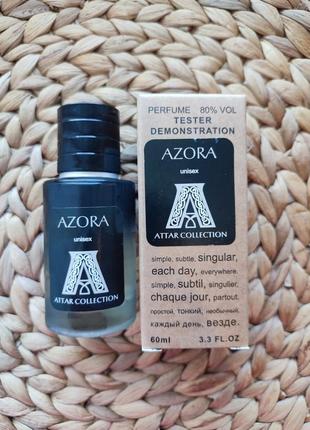 AZORA
unisex
A
ATTAR COLLECTION
PERFUME 80% VOL
TESTER
DEMONSTRATION
AZORA
unisex
A
ATTAR COLLECTION
simple, subtle, singular,
each day, everywhere.
simple, subtil, singulier,
chaque jour, partout.
простой, тонкий, необычный,
каждый день, везде.
60ml 3.3 FL.OZ